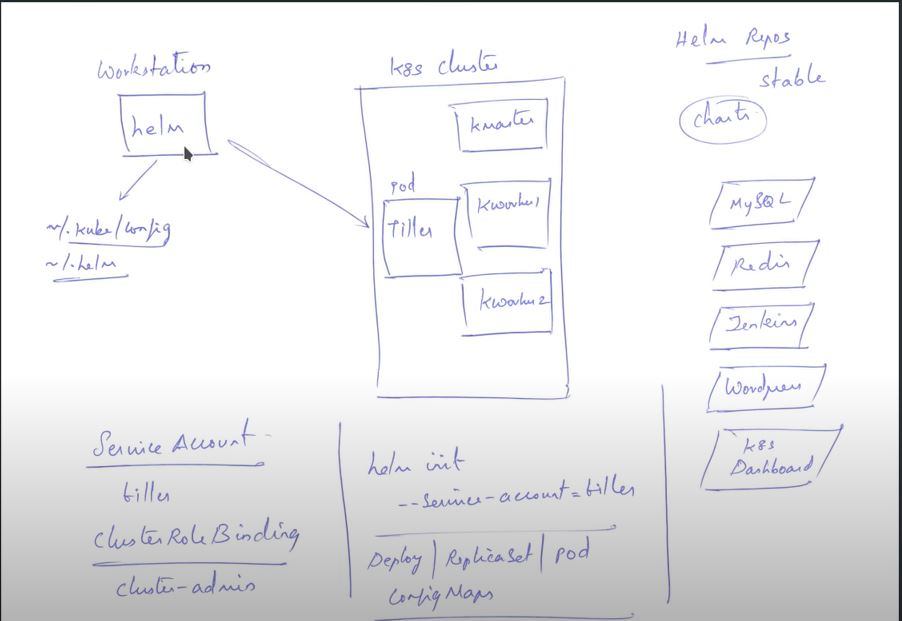 Workstation
helm
~/.kube/config
~/.helm
k8s cluster
kmaster
pod
Tiller
kworker1
kworker2
Helm Repos
stable
charts
MySQL
Redis
Jenkins
Wordpress
k8s
Dashboard
Service Account
tiller
ClusterRoleBinding
cluster-admin
helm init
--service-account=tiller
Deploy | ReplicaSet | pod
ConfigMaps